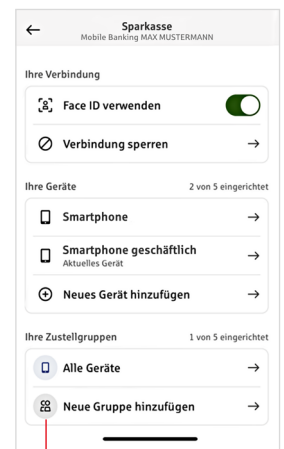 Sparkasse
Mobile Banking MAX MUSTERMANN
Ihre Verbindung
Face ID verwenden
Verbindung sperren
Ihre Geräte 2 von 5 eingerichtet
Smartphone
Smartphone geschäftlich
Aktuelles Gerät
Neues Gerät hinzufügen
Ihre Zustellgruppen 1 von 5 eingerichtet
Alle Geräte
Neue Gruppe hinzufügen